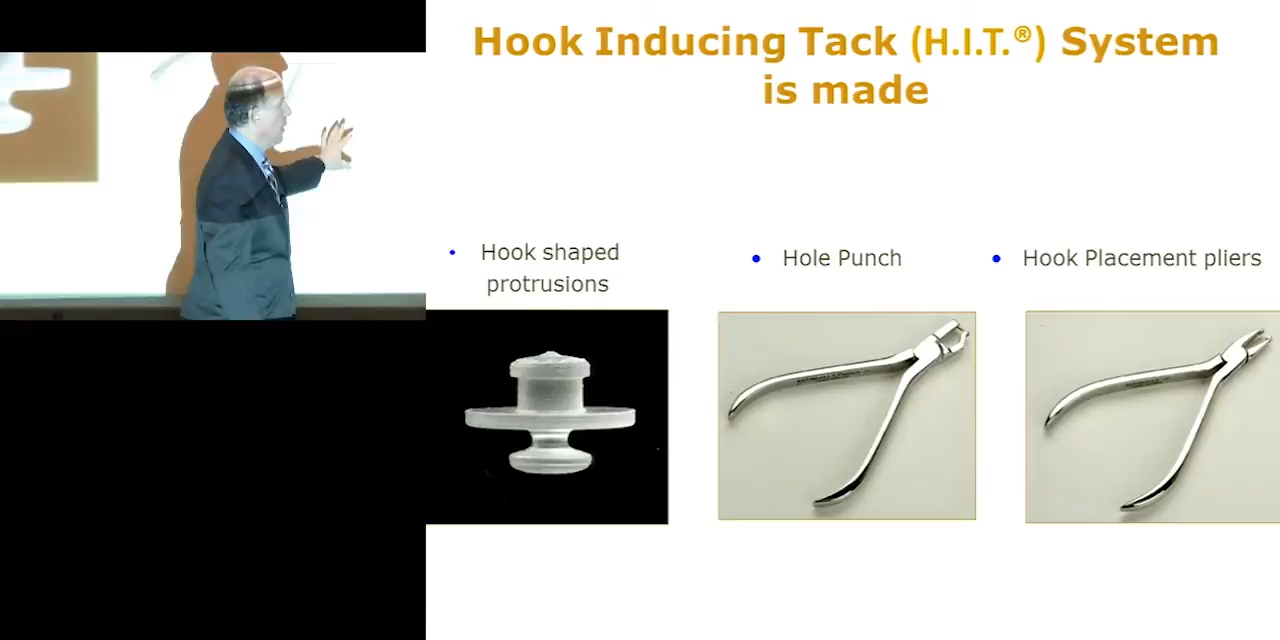 Hook Inducing Tack (H.I.T.®) System
is made
• Hook shaped
protrusions
• Hole Punch
• Hook Placement pliers